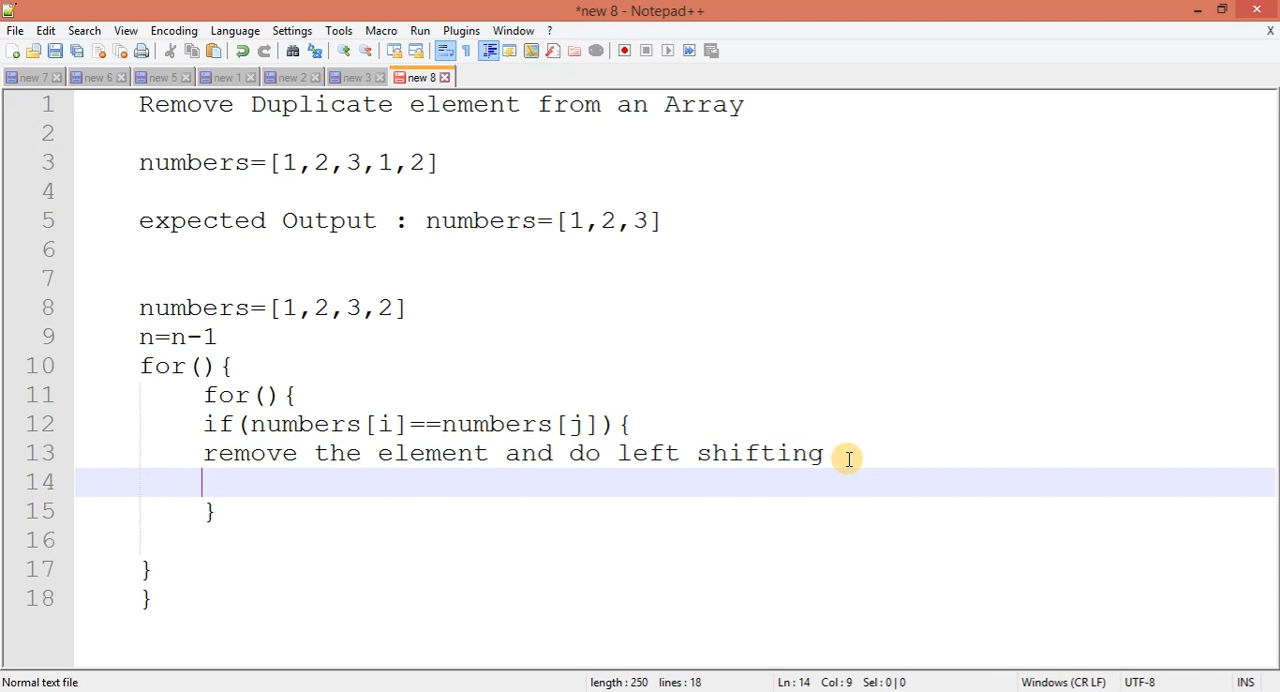 *new 8 - Notepad++
File Edit Search View Encoding Language Settings Tools Macro Run Plugins Window ? X
new 7 new 6 new 5 new 1 new 2 new 3 new 8
1 Remove Duplicate element from an Array
2
3 numbers=[1,2,3,1,2]
4
5 expected Output : numbers=[1,2,3]
6
7
8 numbers=[1,2,3,2]
9 n=n-1
10 for(){
11 for(){
12 if(numbers[i]==numbers[j]){
13 remove the element and do left shifting
14
15 }
16
17 }
18 }
Normal text file length : 250 lines : 18 Ln : 14 Col : 9 Sel : 0 | 0 Windows (CR LF) UTF-8 INS